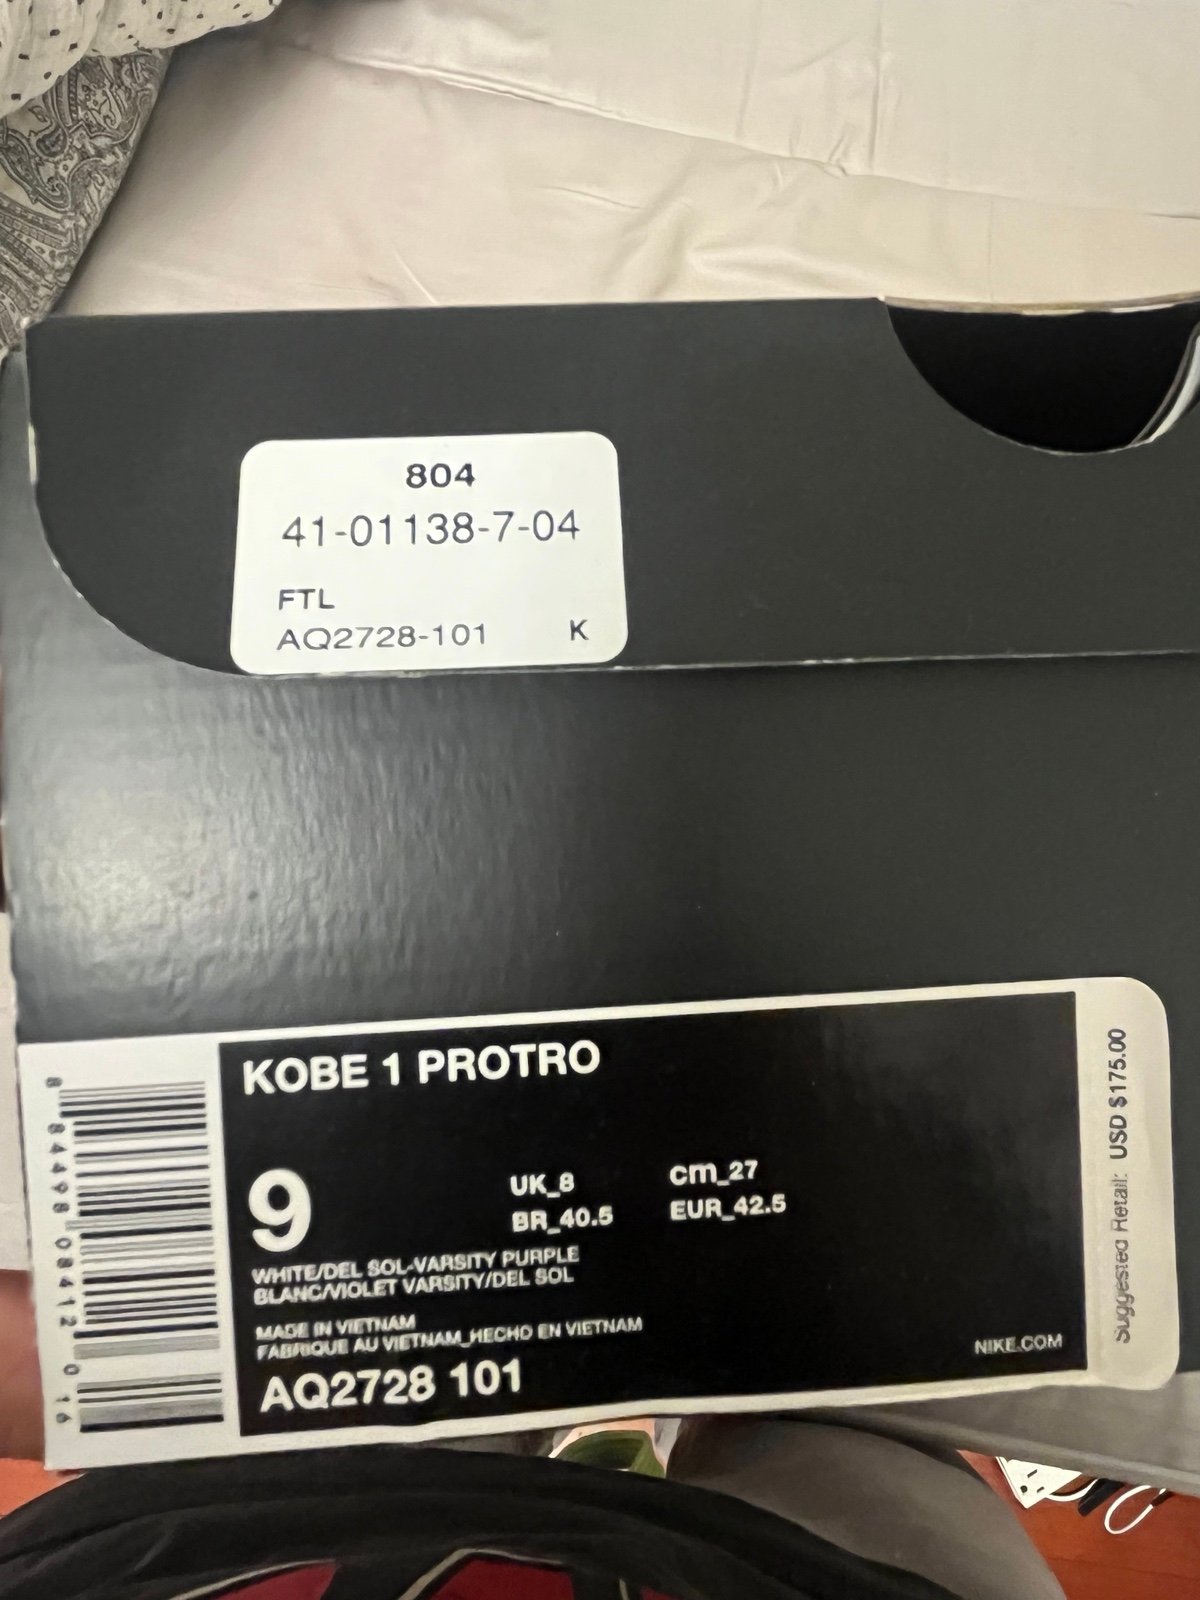 804
41-01138-7-04
FTL
AQ2728-101 K
KOBE 1 PROTRO
9
UK_8 cm_27
BR_40.5 EUR_42.5
WHITE/DEL SOL-VARSITY PURPLE
BLANC/VIOLET VARSITY/DEL SOL
MADE IN VIETNAM
FABRIQUE AU VIETNAM_HECHO EN VIETNAM
AQ2728 101
NIKE.COM
Suggested Retail: USD $175.00
8 84498 08412 0 16